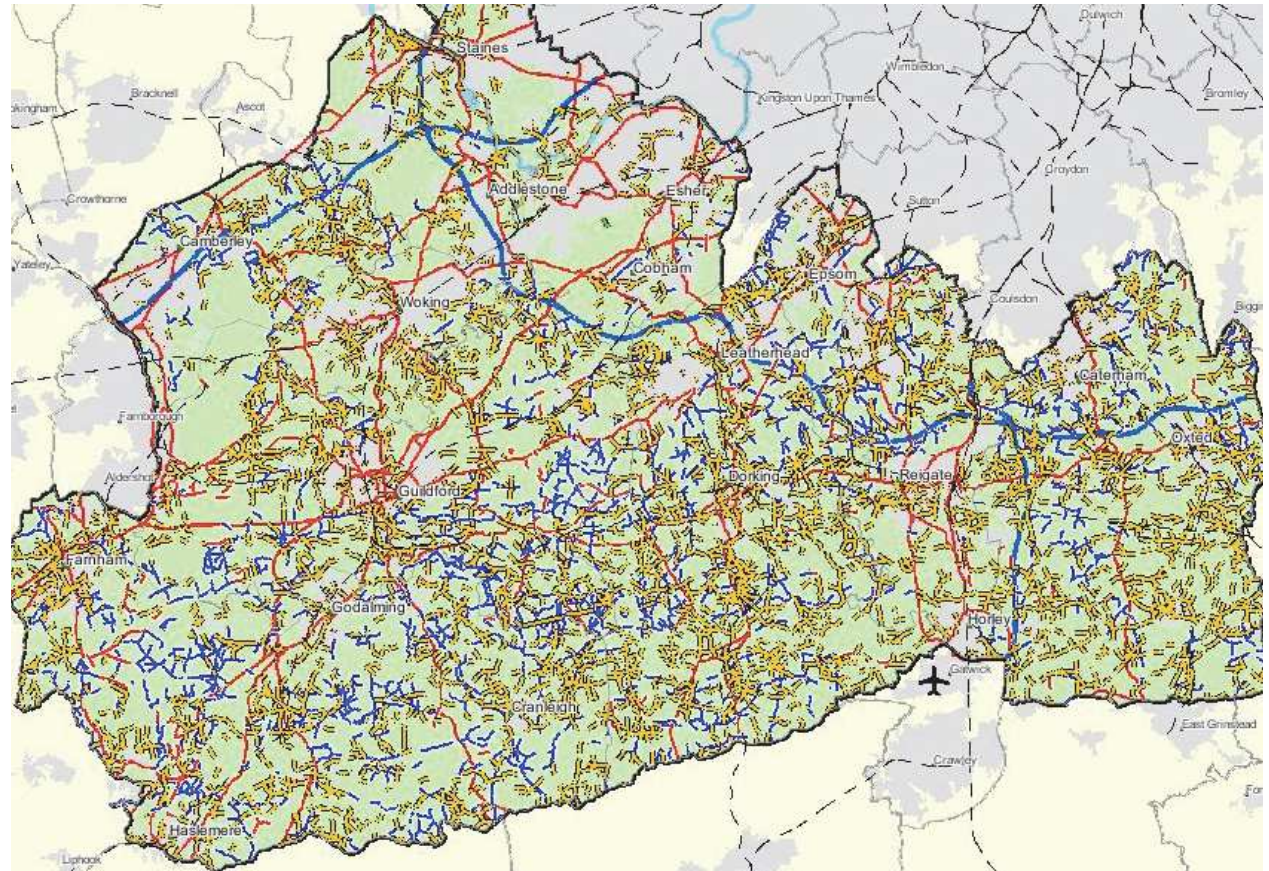 Dulwich
Staines
Wimbledon
Bracknell
Kingston Upon Thames
Bromley
Ascot
Croydon
Addlestone
Esher
Crowthorne
Sutton
Camberley
Yateley
Cobham
Epsom
Woking
Coulsdon
Leatherhead
Caterham
Farnborough
Oxted
Aldershot
Dorking
Reigate
Guildford
Farnham
Godalming
Horley
Gatwick
Cranleigh
East Grinstead
Crawley
Haslemere
Liphook